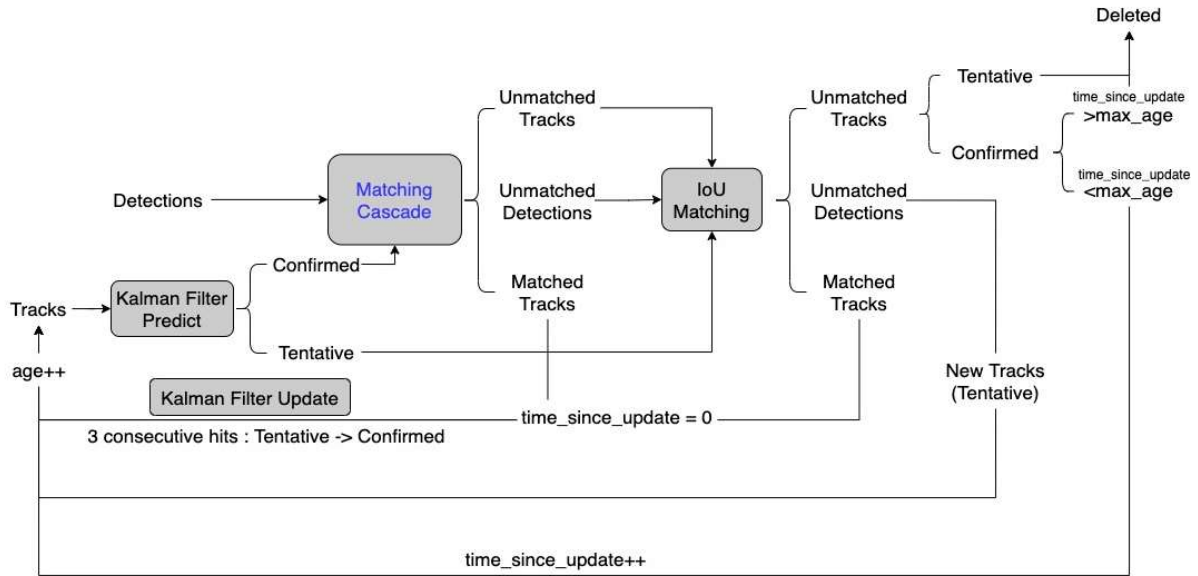 Deleted
Tentative
time_since_update
>max_age
Unmatched
Tracks
Unmatched
Tracks
Confirmed
time_since_update
<max_age
Matching
Cascade
IoU
Matching
Detections
Unmatched
Detections
Unmatched
Detections
Confirmed
Tracks
Kalman Filter
Predict
Matched
Tracks
Matched
Tracks
Tentative
age++
New Tracks
(Tentative)
Kalman Filter Update
time_since_update = 0
3 consecutive hits : Tentative -> Confirmed
time_since_update++